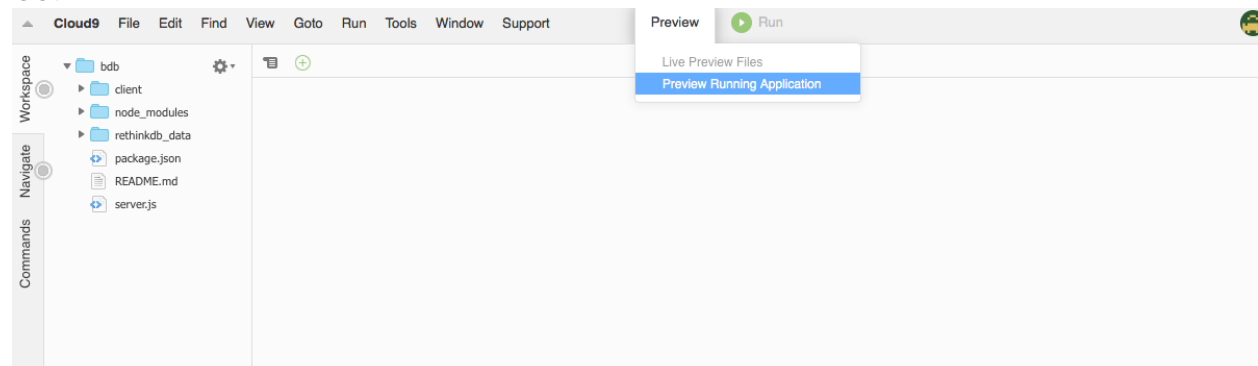 Cloud9 File Edit Find View Goto Run Tools Window Support Preview Run
Live Preview Files
Preview Running Application
Workspace
Navigate
Commands
bdb
client
node_modules
rethinkdb_data
package.json
README.md
server.js